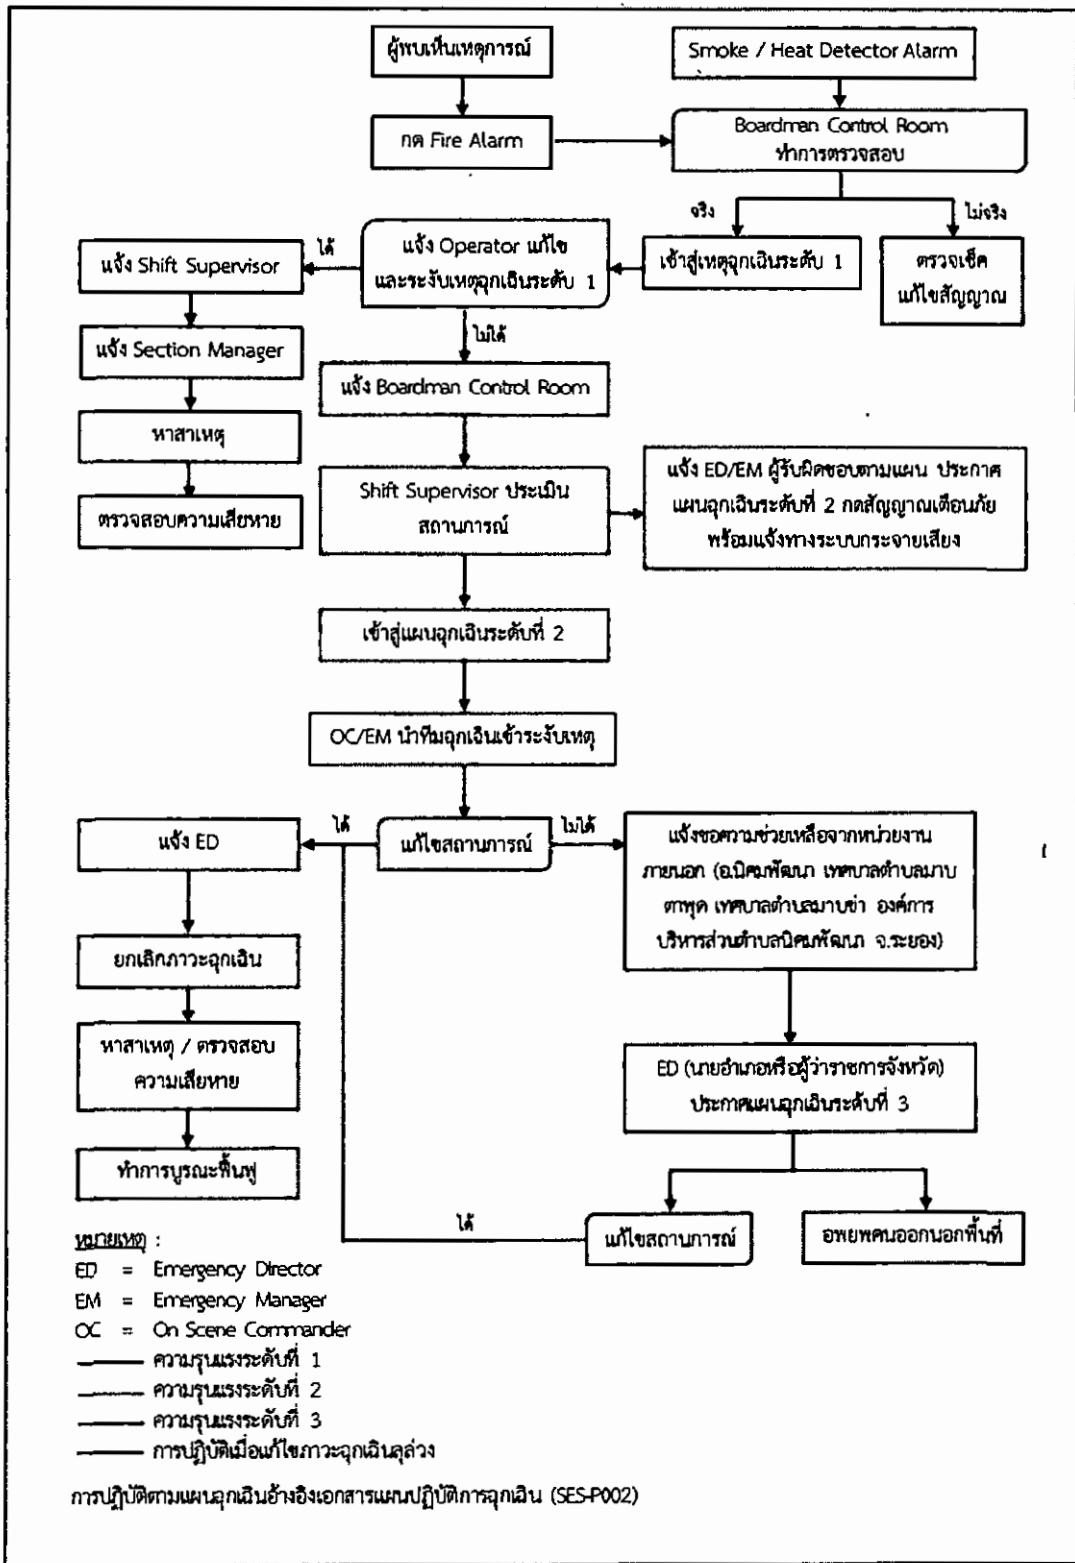 ผู้พบเห็นเหตุการณ์
Smoke / Heat Detector Alarm
กด Fire Alarm
Boardman Control Room
ทำการตรวจสอบ
จริง
ไม่จริง
ได้
แจ้ง Shift Supervisor
แจ้ง Operator แก้ไข
และระงับเหตุฉุกเฉินระดับ 1
เข้าสู่เหตุฉุกเฉินระดับ 1
ตรวจเช็ค
แก้ไขสัญญาณ
ไม่ได้
แจ้ง Section Manager
แจ้ง Boardman Control Room
หาสาเหตุ
ตรวจสอบความเสียหาย
Shift Supervisor ประเมิน
สถานการณ์
แจ้ง ED/EM ผู้รับผิดชอบตามแผน ประกาศ
แผนฉุกเฉินระดับที่ 2 กดสัญญาณเตือนภัย
พร้อมแจ้งทางระบบกระจายเสียง
เข้าสู่แผนฉุกเฉินระดับที่ 2
OC/EM นำทีมฉุกเฉินเข้าระงับเหตุ
แจ้ง ED
ได้
แก้ไขสถานการณ์
ไม่ได้
แจ้งขอความช่วยเหลือจากหน่วยงาน
ภายนอก (อ.นิคมพัฒนา เทศบาลตำบลมาบ
ตาพุด เทศบาลตำบลมาบข่า องค์การ
บริหารส่วนตำบลนิคมพัฒนา จ.ระยอง)
ยกเลิกภาวะฉุกเฉิน
หาสาเหตุ / ตรวจสอบ
ความเสียหาย
ED (นายอำเภอหรือผู้ว่าราชการจังหวัด)
ประกาศแผนฉุกเฉินระดับที่ 3
ทำการบูรณะฟื้นฟู
ได้
แก้ไขสถานการณ์
อพยพคนออกนอกพื้นที่
หมายเหตุ :
ED = Emergency Director
EM = Emergency Manager
OC = On Scene Commander
ความรุนแรงระดับที่ 1
ความรุนแรงระดับที่ 2
ความรุนแรงระดับที่ 3
การปฏิบัติเมื่อแก้ไขภาวะฉุกเฉินลุล่วง
การปฏิบัติตามแผนฉุกเฉินอ้างอิงเอกสารแผนปฏิบัติการฉุกเฉิน (SES-P002)